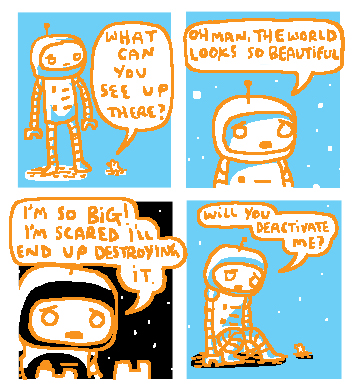 WHAT
CAN
YOU
SEE UP
THERE?
OH MAN, THE WORLD
LOOKS SO BEAUTIFUL
I'M SO BIG!
I'M SCARED I'LL
END UP DESTROYING
IT.
WILL YOU
DEACTIVATE
ME?